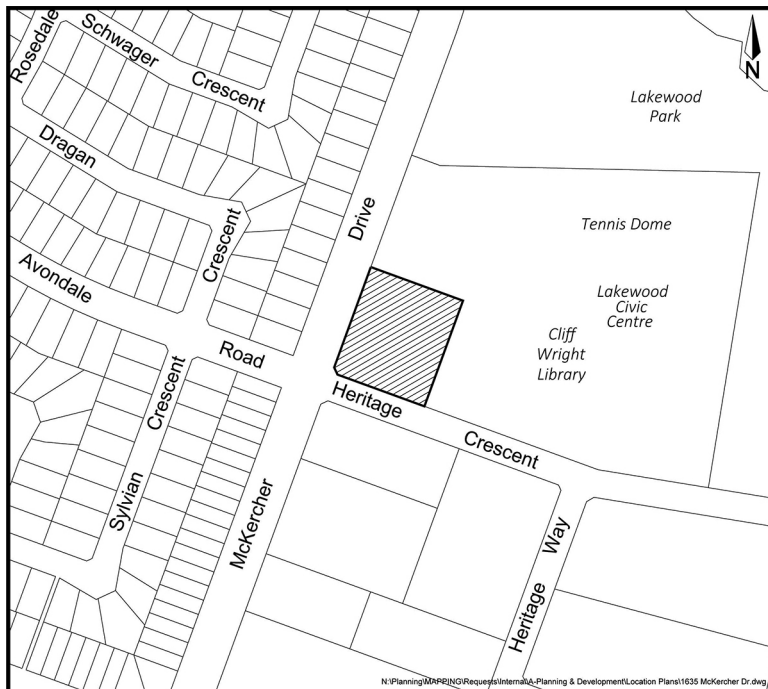 Rosedale
Schwager
Crescent
N
Lakewood
Park
Dragan
Crescent
Drive
Tennis Dome
Avondale
Road
Lakewood
Civic
Centre
Cliff
Wright
Library
Sylvian
Crescent
Heritage
Crescent
McKercher
Heritage
Way
N:\Planning\MAPPING\Requests\Internal\A-Planning & Development\Location Plans\1635 McKercher Dr.dwg